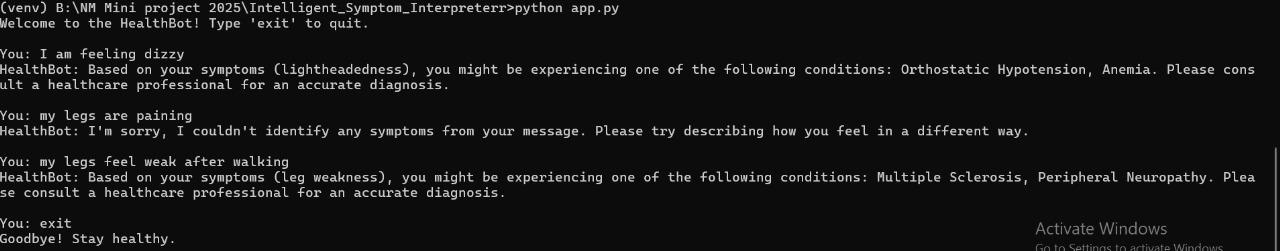 (venv) B:\NM Mini project 2025\Intelligent_Symptom_Interpreterr>python app.py
Welcome to the HealthBot! Type 'exit' to quit.
You: I am feeling dizzy
HealthBot: Based on your symptoms (lightheadedness), you might be experiencing one of the following conditions: Orthostatic Hypotension, Anemia. Please cons
ult a healthcare professional for an accurate diagnosis.
You: my legs are paining
HealthBot: I'm sorry, I couldn't identify any symptoms from your message. Please try describing how you feel in a different way.
You: my legs feel weak after walking
HealthBot: Based on your symptoms (leg weakness), you might be experiencing one of the following conditions: Multiple Sclerosis, Peripheral Neuropathy. Plea
se consult a healthcare professional for an accurate diagnosis.
You: exit
Goodbye! Stay healthy.
Activate Windows
Go to Settings to activate Windows